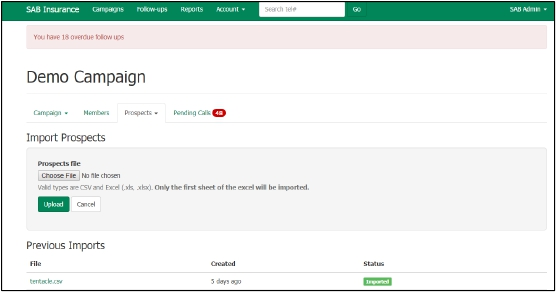 SAB Insurance Campaigns Follow-ups Reports Account Search tele# Go SAB Admin
You have 18 overdue follow ups
Demo Campaign
Campaign Members Prospects Pending Calls 48
Import Prospects
Prospects file
Choose File No file chosen
Valid types are CSV and Excel (.xls, .xlsx). Only the first sheet of the excel will be imported.
Upload Cancel
Previous Imports
File Created Status
tentacle.csv 5 days ago Imported